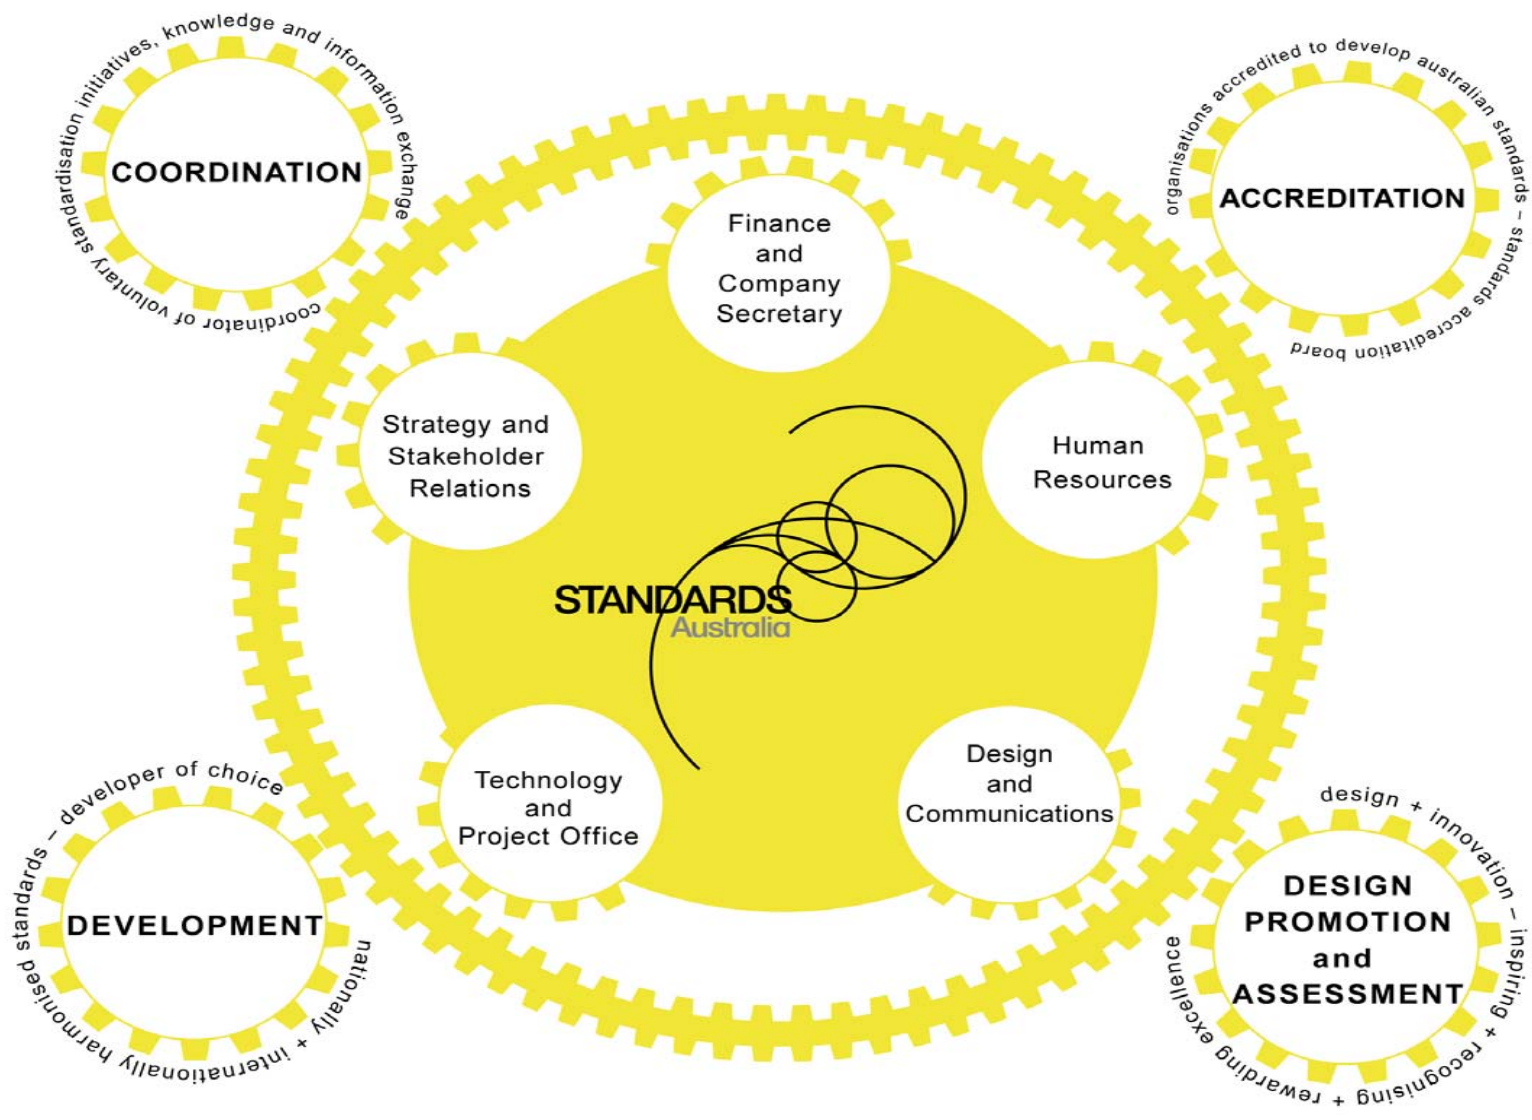 coordinator of voluntary standardisation initiatives, knowledge and information exchange
COORDINATION
organisations accredited to develop australian standards – standards accreditation board
ACCREDITATION
Finance
and
Company
Secretary
Strategy and
Stakeholder
Relations
Human
Resources
STANDARDS
Australia
Technology
and
Project Office
Design
and
Communications
nationally + internationally harmonised standards – developer of choice
DEVELOPMENT
design + innovation – inspiring + recognising + rewarding excellence
DESIGN
PROMOTION
and
ASSESSMENT